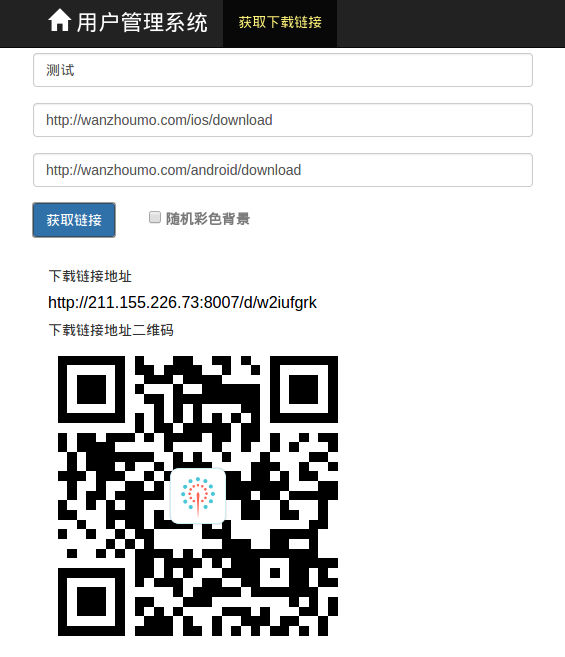 用户管理系统 获取下载链接
测试
http://wanzhoumo.com/ios/download
http://wanzhoumo.com/android/download
获取链接 随机彩色背景
下载链接地址
http://211.155.226.73:8007/d/w2iufgrk
下载链接地址二维码